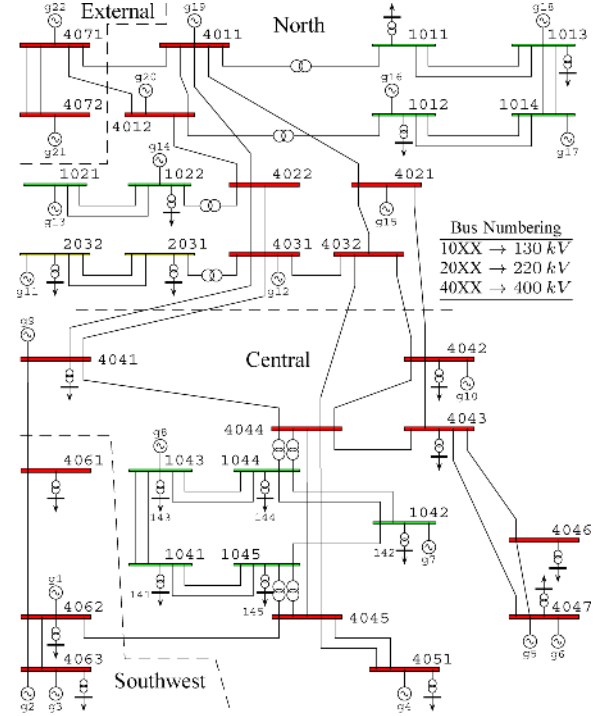 External
g22
g19
North
g18
4071
4011
1011
1013
g20
g16
4072
4012
1012
1014
g21
g14
g17
1021
1022
4022
4021
g13
g15
Bus Numbering
10XX → 130 kV
20XX → 220 kV
40XX → 400 kV
2032
2031
4031
4032
g11
g12
g9
Central
4041
4042
g10
4044
4043
g8
4061
1043
1044
143
144
1042
4046
142
g7
1041
1045
g1
141
145
4062
4045
4047
g5
g6
4063
4051
Southwest
g2
g3
g4